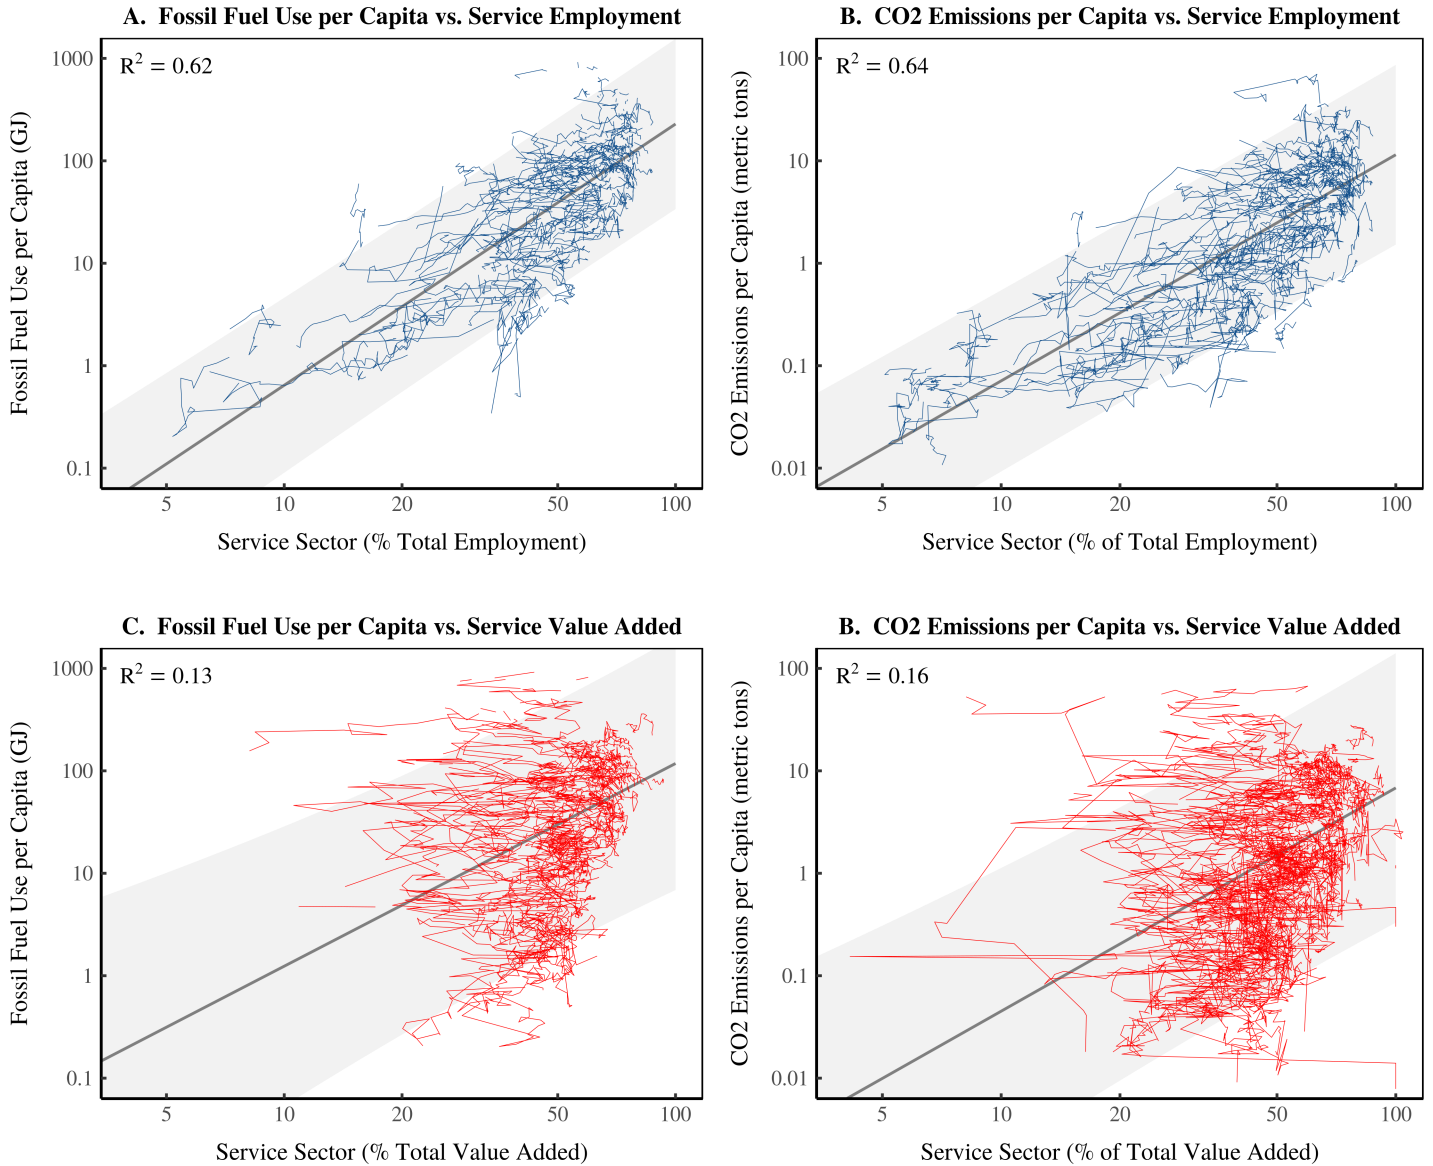 A. Fossil Fuel Use per Capita vs. Service Employment
R² = 0.62
Fossil Fuel Use per Capita (GJ)
1000
100
10
1
0.1
5 10 20 50 100
Service Sector (% Total Employment)
B. CO2 Emissions per Capita vs. Service Employment
R² = 0.64
CO2 Emissions per Capita (metric tons)
100
10
1
0.1
0.01
5 10 20 50 100
Service Sector (% of Total Employment)
C. Fossil Fuel Use per Capita vs. Service Value Added
R² = 0.13
Fossil Fuel Use per Capita (GJ)
1000
100
10
1
0.1
5 10 20 50 100
Service Sector (% Total Value Added)
B. CO2 Emissions per Capita vs. Service Value Added
R² = 0.16
CO2 Emissions per Capita (metric tons)
100
10
1
0.1
0.01
5 10 20 50 100
Service Sector (% of Total Value Added)